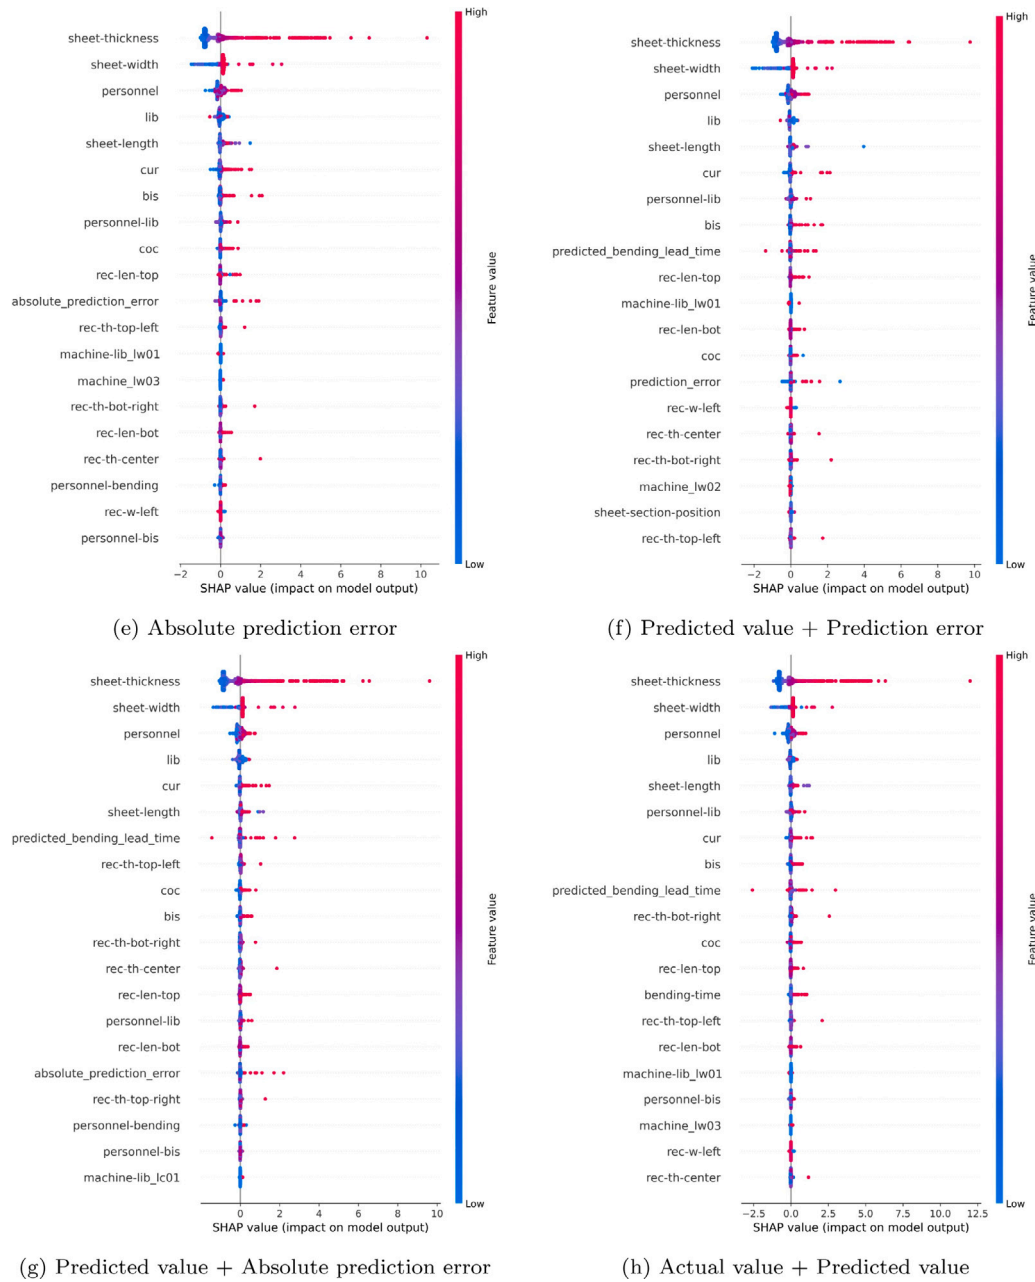 High
sheet-thickness
sheet-width
personnel
lib
sheet-length
cur
bis
personnel-lib
coc
rec-len-top
absolute_prediction_error
rec-th-top-left
machine-lib_lw01
machine_lw03
rec-th-bot-right
rec-len-bot
rec-th-center
personnel-bending
rec-w-left
personnel-bis
Feature value
Low
−2 0 2 4 6 8 10
SHAP value (impact on model output)
(e) Absolute prediction error
High
sheet-thickness
sheet-width
personnel
lib
sheet-length
cur
personnel-lib
bis
predicted_bending_lead_time
rec-len-top
machine-lib_lw01
rec-len-bot
coc
prediction_error
rec-w-left
rec-th-center
rec-th-bot-right
machine_lw02
sheet-section-position
rec-th-top-left
Feature value
Low
−2 0 2 4 6 8 10
SHAP value (impact on model output)
(f) Predicted value + Prediction error
High
sheet-thickness
sheet-width
personnel
lib
cur
sheet-length
predicted_bending_lead_time
rec-th-top-left
coc
bis
rec-th-bot-right
rec-th-center
rec-len-top
personnel-lib
rec-len-bot
absolute_prediction_error
rec-th-top-right
personnel-bending
personnel-bis
machine-lib_lc01
Feature value
Low
0 2 4 6 8 10
SHAP value (impact on model output)
(g) Predicted value + Absolute prediction error
High
sheet-thickness
sheet-width
personnel
lib
sheet-length
personnel-lib
cur
bis
predicted_bending_lead_time
rec-th-bot-right
coc
rec-len-top
bending-time
rec-th-top-left
rec-len-bot
machine-lib_lw01
personnel-bis
machine_lw03
rec-w-left
rec-th-center
Feature value
Low
−2.5 0.0 2.5 5.0 7.5 10.0 12.5
SHAP value (impact on model output)
(h) Actual value + Predicted value